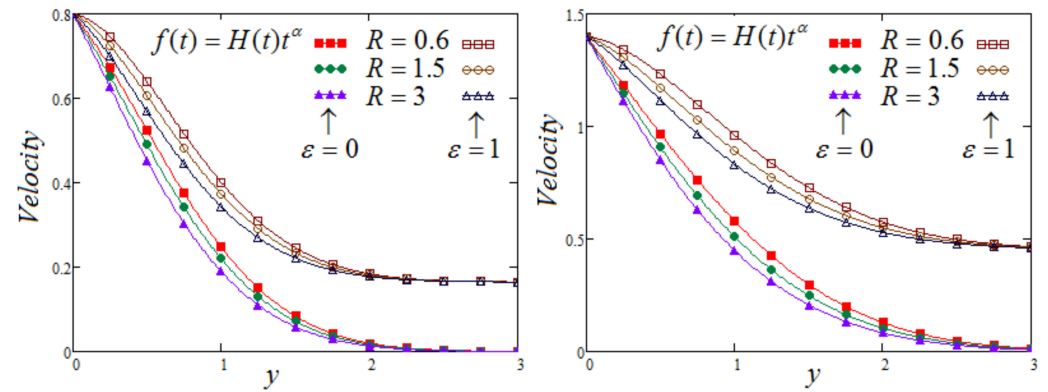 0.8
f(t) = H(t)t^α
R = 0.6
R = 1.5
R = 3
ε = 0
ε = 1
0.6
0.4
0.2
0
Velocity
0 1 2 3
y
1.5
f(t) = H(t)t^α
R = 0.6
R = 1.5
R = 3
ε = 0
ε = 1
1
0.5
0
Velocity
0 1 2 3
y